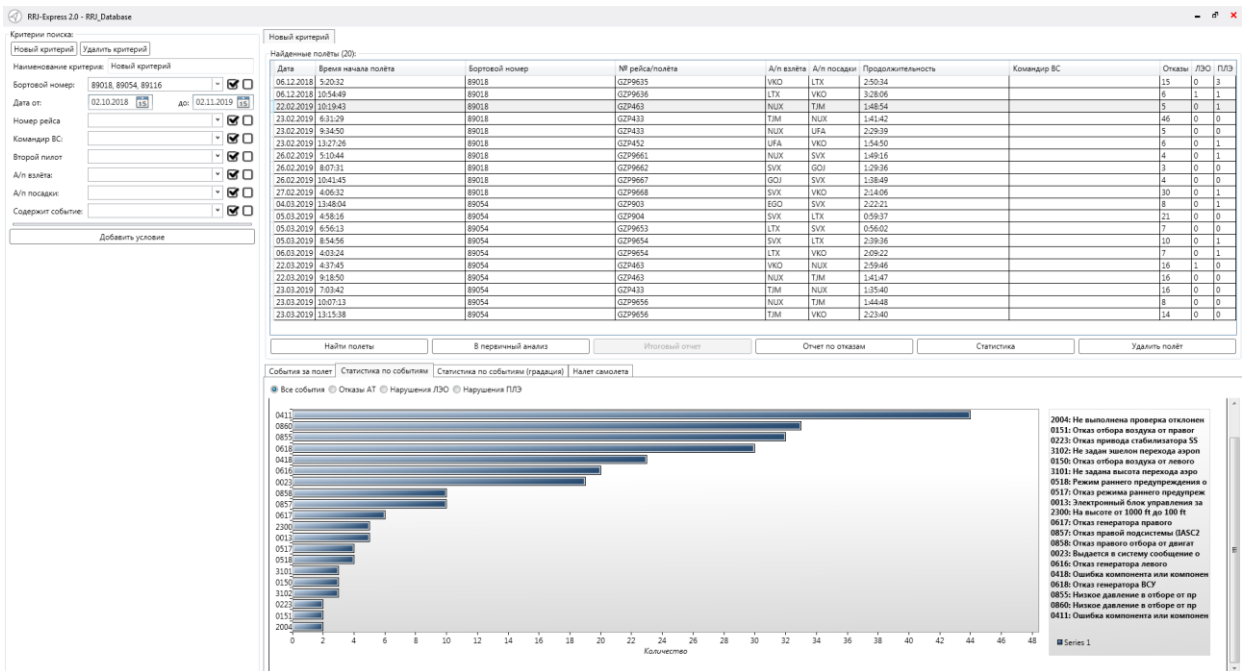 RRJ-Express 2.0 - RRJ_Database
Критерии поиска:
Новый критерий Удалить критерий
Наименование критерия: Новый критерий
Бортовой номер: 89018, 89054, 89116
Дата от: 02.10.2018 15 до: 02.11.2019 15
Номер рейса
Командир ВС:
Второй пилот
А/п взлёта:
А/п посадки:
Содержит событие:
Добавить условие
Новый критерий
Найденные полёты (20):
Дата Время начала полёта Бортовой номер № рейса/полёта А/п взлёта А/п посадки Продолжительность Командир ВС Отказы ЛЭО ПЛЭ
06.12.2018 5:20:32 89018 GZP9635 VKO LTX 2:50:34 15 0 3
06.12.2018 10:54:49 89018 GZP9636 LTX VKO 3:28:06 6 1 1
22.02.2019 10:19:43 89018 GZP463 NUX TJM 1:48:54 5 0 1
23.02.2019 6:31:29 89018 GZP433 TJM NUX 1:41:42 46 0 0
23.02.2019 9:34:50 89018 GZP433 NUX UFA 2:29:39 5 0 0
23.02.2019 13:27:26 89018 GZP452 UFA VKO 1:54:50 6 0 1
26.02.2019 5:10:44 89018 GZP9661 NUX SVX 1:49:16 4 0 1
26.02.2019 8:07:31 89018 GZP9662 SVX GOJ 1:29:36 3 0 0
26.02.2019 10:41:45 89018 GZP9667 GOJ SVX 1:38:49 4 0 0
27.02.2019 4:06:32 89018 GZP9668 SVX VKO 2:14:06 30 0 1
04.03.2019 13:48:04 89054 GZP903 EGO SVX 2:22:21 8 0 1
05.03.2019 4:58:16 89054 GZP904 SVX LTX 0:59:37 21 0 0
05.03.2019 6:56:13 89054 GZP9653 LTX SVX 0:56:02 7 0 0
05.03.2019 8:54:56 89054 GZP9654 SVX LTX 2:39:36 10 0 1
06.03.2019 4:03:24 89054 GZP9654 LTX VKO 2:09:22 7 0 1
22.03.2019 4:37:45 89054 GZP463 VKO NUX 2:59:46 16 1 0
22.03.2019 9:18:50 89054 GZP463 NUX TJM 1:41:47 16 0 0
23.03.2019 7:03:42 89054 GZP433 TJM NUX 1:35:40 16 0 0
23.03.2019 10:07:13 89054 GZP9656 NUX TJM 1:44:48 8 0 0
23.03.2019 13:15:38 89054 GZP9656 TJM VKO 2:23:40 14 0 0
Найти полеты В первичный анализ Итоговый отчет Отчет по отказам Статистика Удалить полёт
События за полет Статистика по событиям Статистика по событиям (градация) Налет самолета
Все события Отказы АТ Нарушения ЛЭО Нарушения ПЛЭ
0411
0860
0855
0618
0418
0616
0023
0858
0857
0617
2300
0013
0517
0518
3101
0150
3102
0223
0151
2004
0 2 4 6 8 10 12 14 16 18 20 22 24 26 28 30 32 34 36 38 40 42 44 46 48
Количество
2004: Не выполнена проверка отклонен
0151: Отказ отбора воздуха от правог
0223: Отказ привода стабилизатора SS
3102: Не задан эшелон перехода аэроп
0150: Отказ отбора воздуха от левого
3101: Не задана высота перехода аэро
0518: Режим раннего предупреждения о
0517: Отказ режима раннего предупреж
0013: Электронный блок управления за
2300: На высоте от 1000 ft до 100 ft
0617: Отказ генератора правого
0857: Отказ правой подсистемы (IASC2
0858: Отказ правого отбора от двигат
0023: Выдается в систему сообщение о
0616: Отказ генератора левого
0418: Ошибка компонента или компонен
0618: Отказ генератора ВСУ
0855: Низкое давление в отборе от пр
0860: Низкое давление в отборе от пр
0411: Ошибка компонента или компонен
Series 1